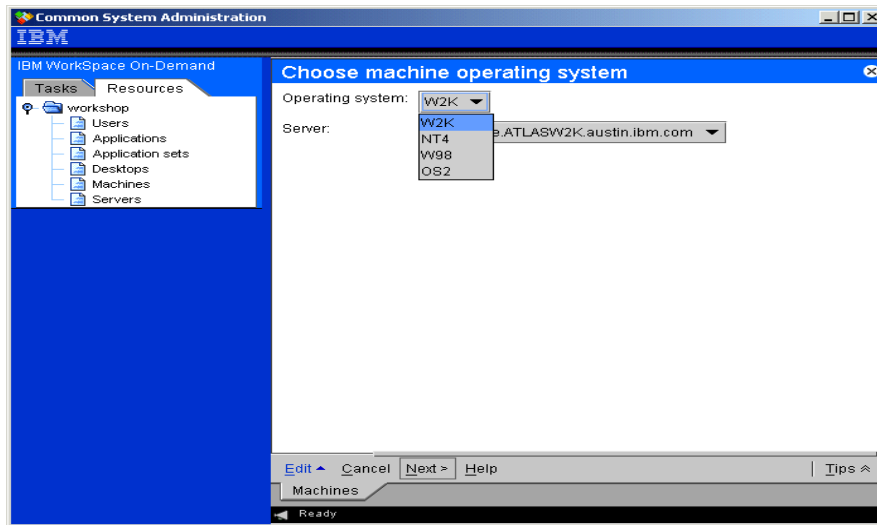 Common System Administration
IBM
IBM WorkSpace On-Demand
Tasks
Resources
workshop
Users
Applications
Application sets
Desktops
Machines
Servers
Choose machine operating system
Operating system:
W2K
W2K
NT4
W98
OS2
Server:
e.ATLASW2K.austin.ibm.com
Edit Cancel Next > Help
Tips
Machines
Ready